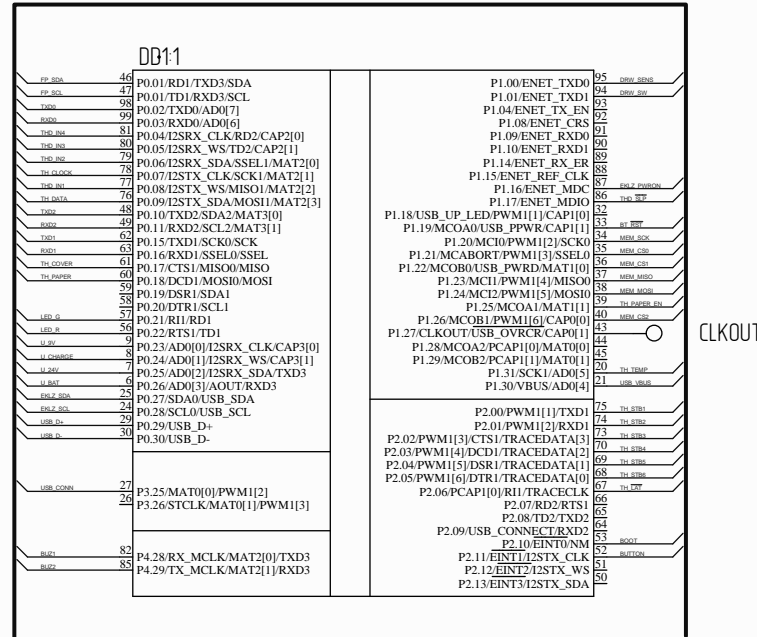 DD1:1
FP_SDA 46 P0.01/RD1/TXD3/SDA
FP_SCL 47 P0.01/TD1/RXD3/SCL
TXD0 98 P0.02/TXD0/AD0[7]
RXD0 99 P0.03/RXD0/AD0[6]
THD_IN4 81 P0.04/I2SRX_CLK/RD2/CAP2[0]
THD_IN3 80 P0.05/I2SRX_WS/TD2/CAP2[1]
THD_IN2 79 P0.06/I2SRX_SDA/SSEL1/MAT2[0]
TH_CLOCK 78 P0.07/I2STX_CLK/SCK1/MAT2[1]
THD_IN1 77 P0.08/I2STX_WS/MISO1/MAT2[2]
TH_DATA 76 P0.09/I2STX_SDA/MOSI1/MAT2[3]
TXD2 48 P0.10/TXD2/SDA2/MAT3[0]
RXD2 49 P0.11/RXD2/SCL2/MAT3[1]
TXD1 62 P0.15/TXD1/SCK0/SCK
RXD1 63 P0.16/RXD1/SSEL0/SSEL
TH_COVER 61 P0.17/CTS1/MISO0/MISO
TH_PAPER 60 P0.18/DCD1/MOSI0/MOSI
59 P0.19/DSR1/SDA1
58 P0.20/DTR1/SCL1
LED_G 57 P0.21/RI1/RD1
LED_R 56 P0.22/RTS1/TD1
U_9V 9 P0.23/AD0[0]/I2SRX_CLK/CAP3[0]
U_CHARGE 8 P0.24/AD0[1]/I2SRX_WS/CAP3[1]
U_24V 7 P0.25/AD0[2]/I2SRX_SDA/TXD3
U_BAT 6 P0.26/AD0[3]/AOUT/RXD3
EKLZ_SDA 25 P0.27/SDA0/USB_SDA
EKLZ_SCL 24 P0.28/SCL0/USB_SCL
USB_D+ 29 P0.29/USB_D+
USB_D- 30 P0.30/USB_D-
USB_CONN 27 P3.25/MAT0[0]/PWM1[2]
26 P3.26/STCLK/MAT0[1]/PWM1[3]
BUZ1 82 P4.28/RX_MCLK/MAT2[0]/TXD3
BUZ2 85 P4.29/TX_MCLK/MAT2[1]/RXD3
P1.00/ENET_TXD0 95 DRW_SENS
P1.01/ENET_TXD1 94 DRW_SW
P1.04/ENET_TX_EN 93
P1.08/ENET_CRS 92
P1.09/ENET_RXD0 91
P1.10/ENET_RXD1 90
P1.14/ENET_RX_ER 89
P1.15/ENET_REF_CLK 88
P1.16/ENET_MDC 87 EKLZ_PWRON
P1.17/ENET_MDIO 86 THD_SLP
P1.18/USB_UP_LED/PWM1[1]/CAP1[0] 32
P1.19/MCOA0/USB_PPWR/CAP1[1] 33 BT_RST
P1.20/MCI0/PWM1[2]/SCK0 34 MEM_SCK
P1.21/MCABORT/PWM1[3]/SSEL0 35 MEM_CS0
P1.22/MCOB0/USB_PWRD/MAT1[0] 36 MEM_CS1
P1.23/MCI1/PWM1[4]/MISO0 37 MEM_MISO
P1.24/MCI2/PWM1[5]/MOSI0 38 MEM_MOSI
P1.25/MCOA1/MAT1[1] 39 TH_PAPER_EN
P1.26/MCOB1/PWM1[6]/CAP0[0] 40 MEM_CS2
P1.27/CLKOUT/USB_OVRCR/CAP0[1] 43 CLKOUT
P1.28/MCOA2/PCAP1[0]/MAT0[0] 44
P1.29/MCOB2/PCAP1[1]/MAT0[1] 45
P1.31/SCK1/AD0[5] 20 TH_TEMP
P1.30/VBUS/AD0[4] 21 USB_VBUS
P2.00/PWM1[1]/TXD1 75 TH_STB1
P2.01/PWM1[2]/RXD1 74 TH_STB2
P2.02/PWM1[3]/CTS1/TRACEDATA[3] 73 TH_STB3
P2.03/PWM1[4]/DCD1/TRACEDATA[2] 70 TH_STB4
P2.04/PWM1[5]/DSR1/TRACEDATA[1] 69 TH_STB5
P2.05/PWM1[6]/DTR1/TRACEDATA[0] 68 TH_STB6
P2.06/PCAP1[0]/RI1/TRACECLK 67 TH_LAT
P2.07/RD2/RTS1 66
P2.08/TD2/TXD2 65
P2.09/USB_CONNECT/RXD2 64
P2.10/EINT0/NM 53 BOOT
P2.11/EINT1/I2STX_CLK 52 BUTTON
P2.12/EINT2/I2STX_WS 51
P2.13/EINT3/I2STX_SDA 50